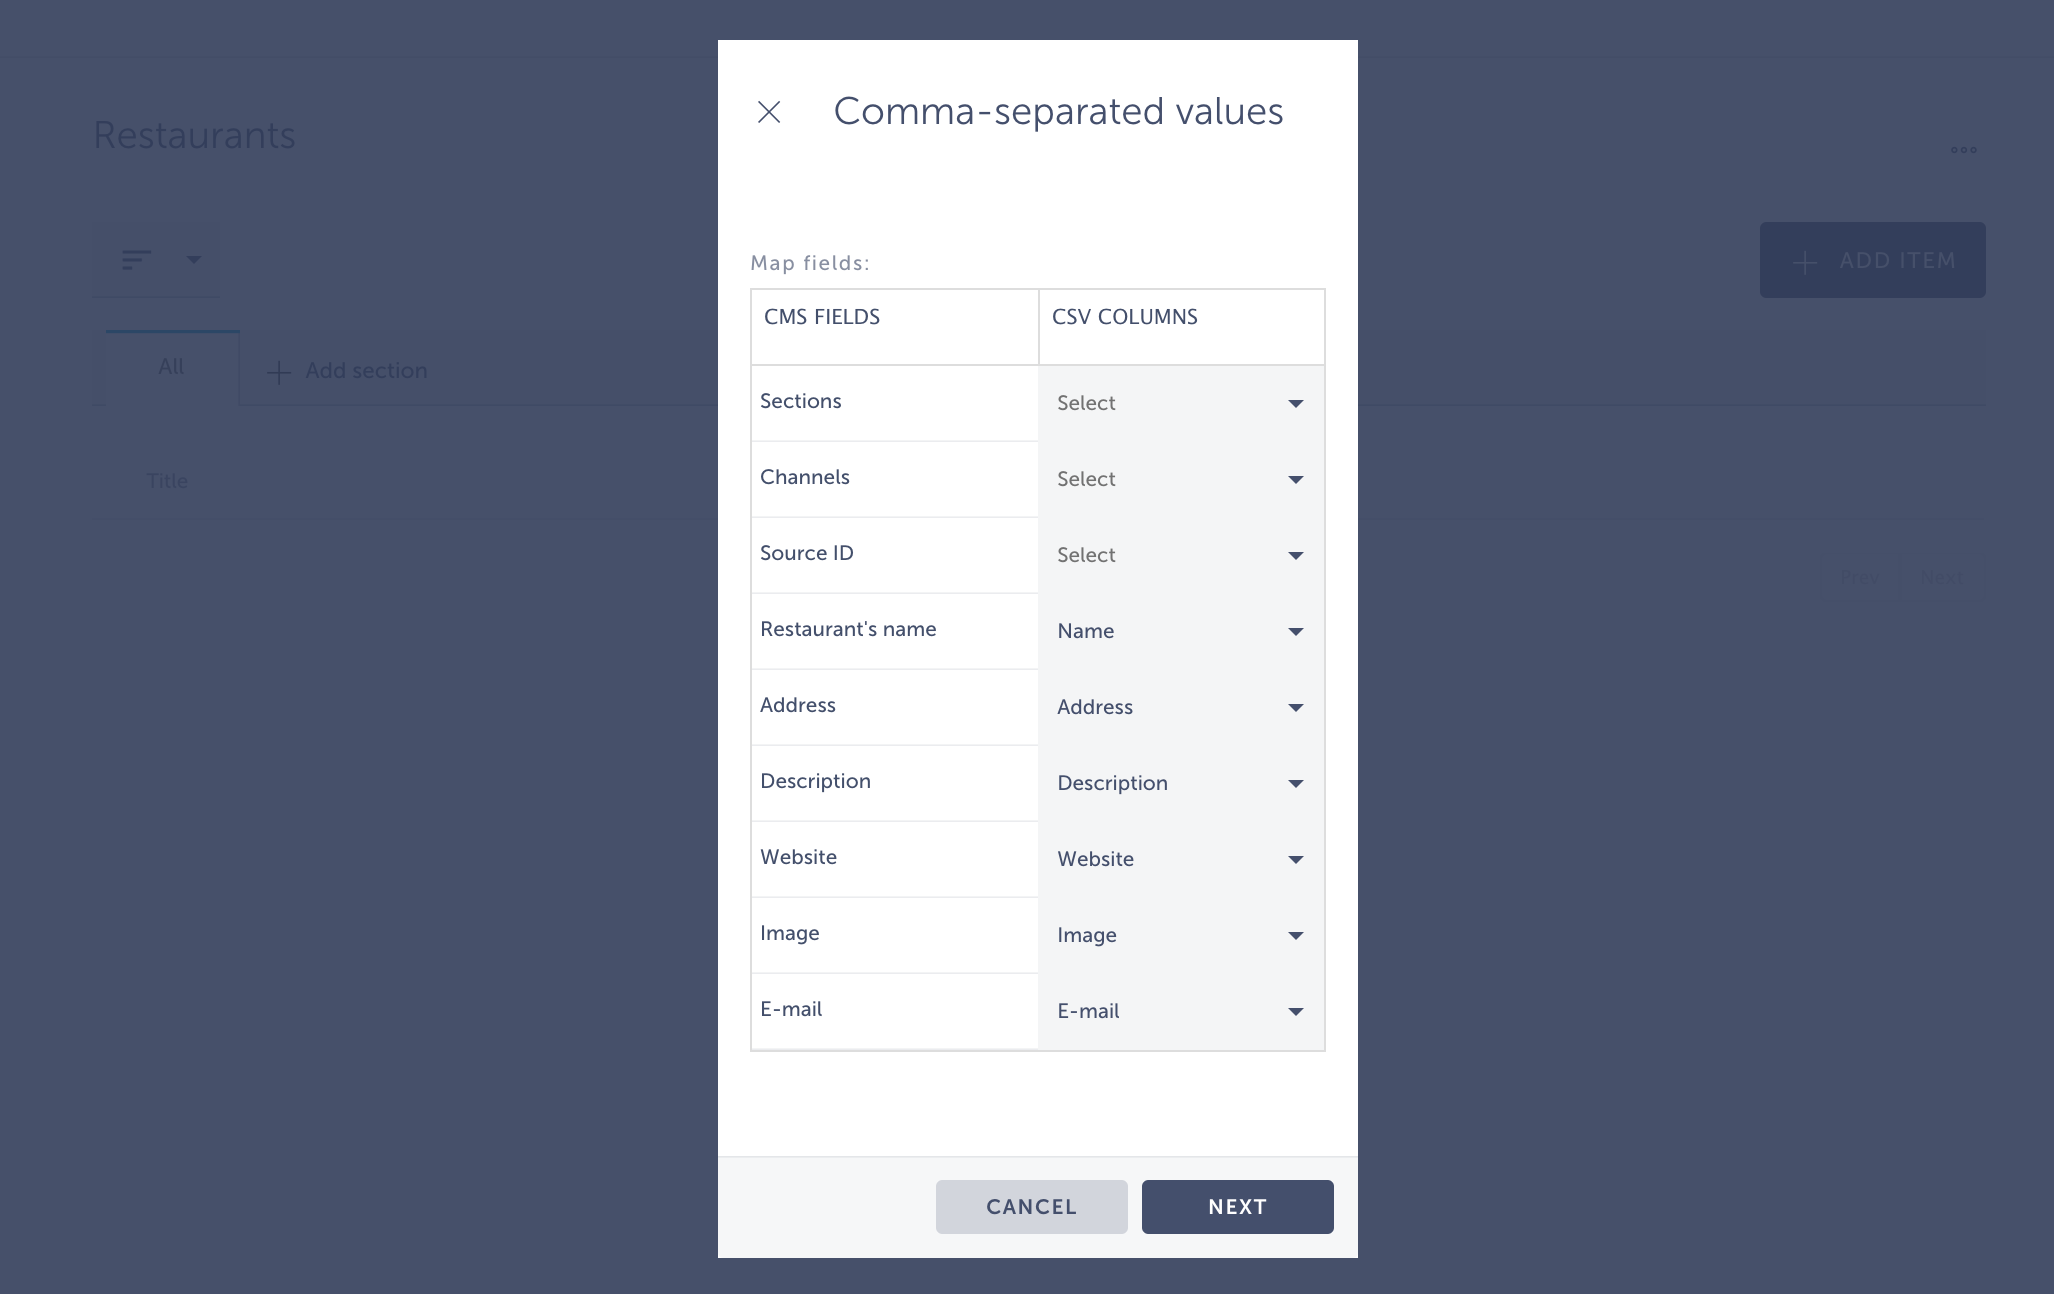 Comma-separated values
Restaurants
Map fields:
ADD ITEM
CMS FIELDS
CSV COLUMNS
All
Add section
Sections
Select
Title
Channels
Select
Source ID
Select
Prev
Next
Restaurant's name
Name
Address
Address
Description
Description
Website
Website
Image
Image
E-mail
E-mail
CANCEL
NEXT